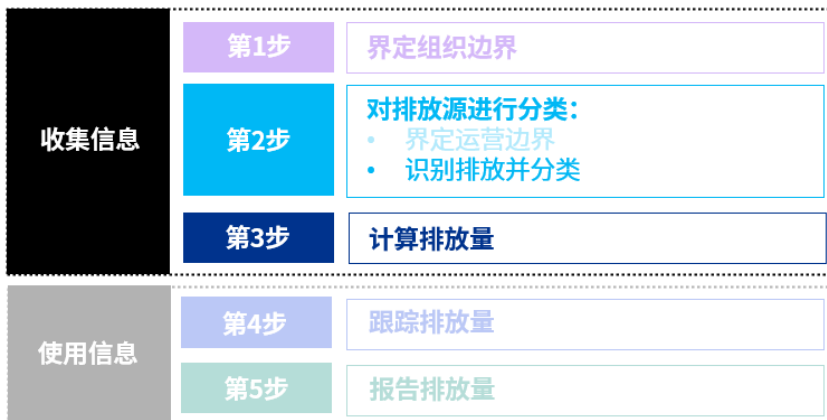 收集信息
第1步
界定组织边界
第2步
对排放源进行分类：
• 界定运营边界
• 识别排放并分类
第3步
计算排放量
使用信息
第4步
跟踪排放量
第5步
报告排放量